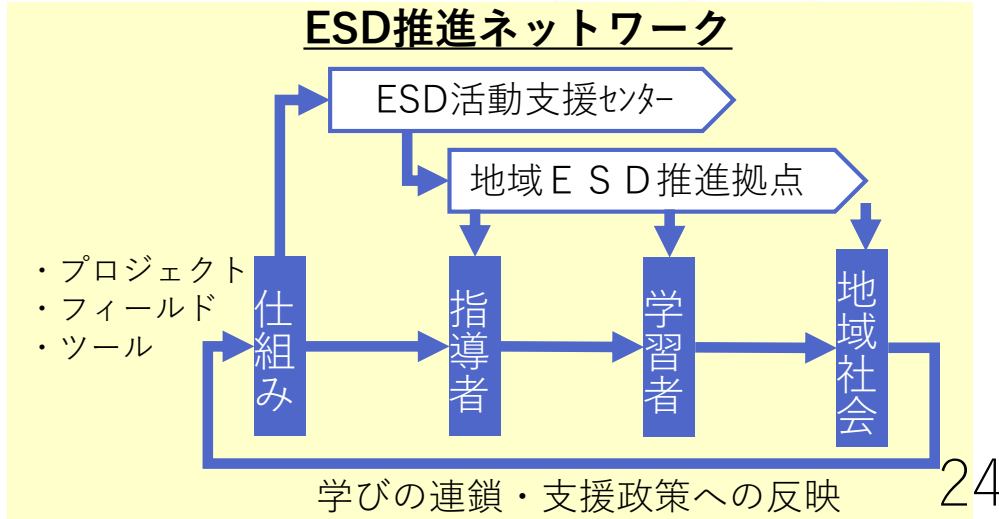 ESD推進ネットワーク
ESD活動支援ｾﾝﾀｰ
地域ＥＳＤ推進拠点
・プロジェクト
・フィールド
・ツール
仕組み
指導者
学習者
地域社会
学びの連鎖・支援政策への反映
24